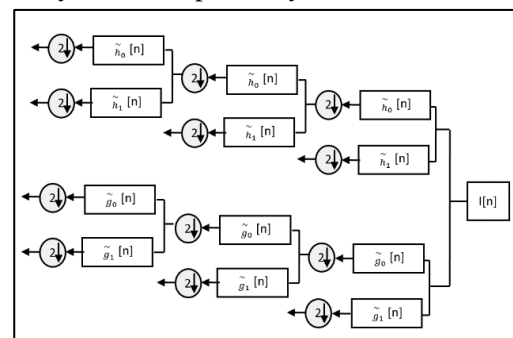 2↓ h̃₀ [n]
2↓ h̃₀ [n]
2↓ h̃₁ [n]
2↓ h̃₀ [n]
2↓ h̃₁ [n]
2↓ h̃₁ [n]
2↓ g̃₀ [n]
I[n]
2↓ g̃₀ [n]
2↓ g̃₁ [n]
2↓ g̃₀ [n]
2↓ g̃₁ [n]
2↓ g̃₁ [n]